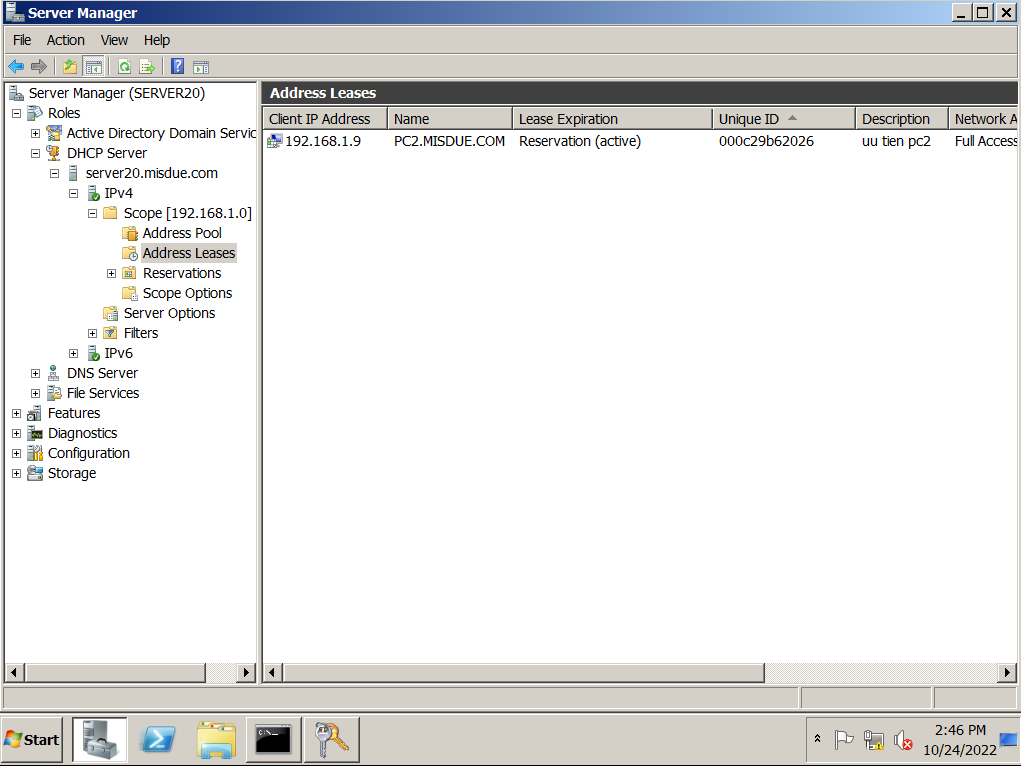 Server Manager
File Action View Help
Server Manager (SERVER20)
Roles
Active Directory Domain Servic
DHCP Server
server20.misdue.com
IPv4
Scope [192.168.1.0]
Address Pool
Address Leases
Reservations
Scope Options
Server Options
Filters
IPv6
DNS Server
File Services
Features
Diagnostics
Configuration
Storage
Address Leases
Client IP Address Name Lease Expiration Unique ID Description Network A
192.168.1.9 PC2.MISDUE.COM Reservation (active) 000c29b62026 uu tien pc2 Full Access
Start
2:46 PM
10/24/2022